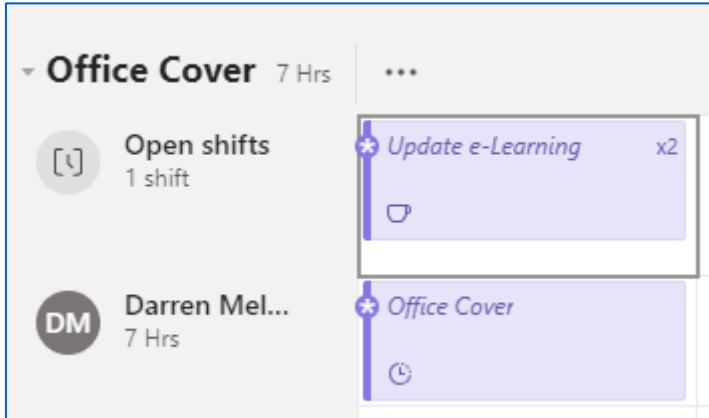 Office Cover 7 Hrs
Open shifts
1 shift
Update e-Learning x2
DM
Darren Mel...
7 Hrs
Office Cover